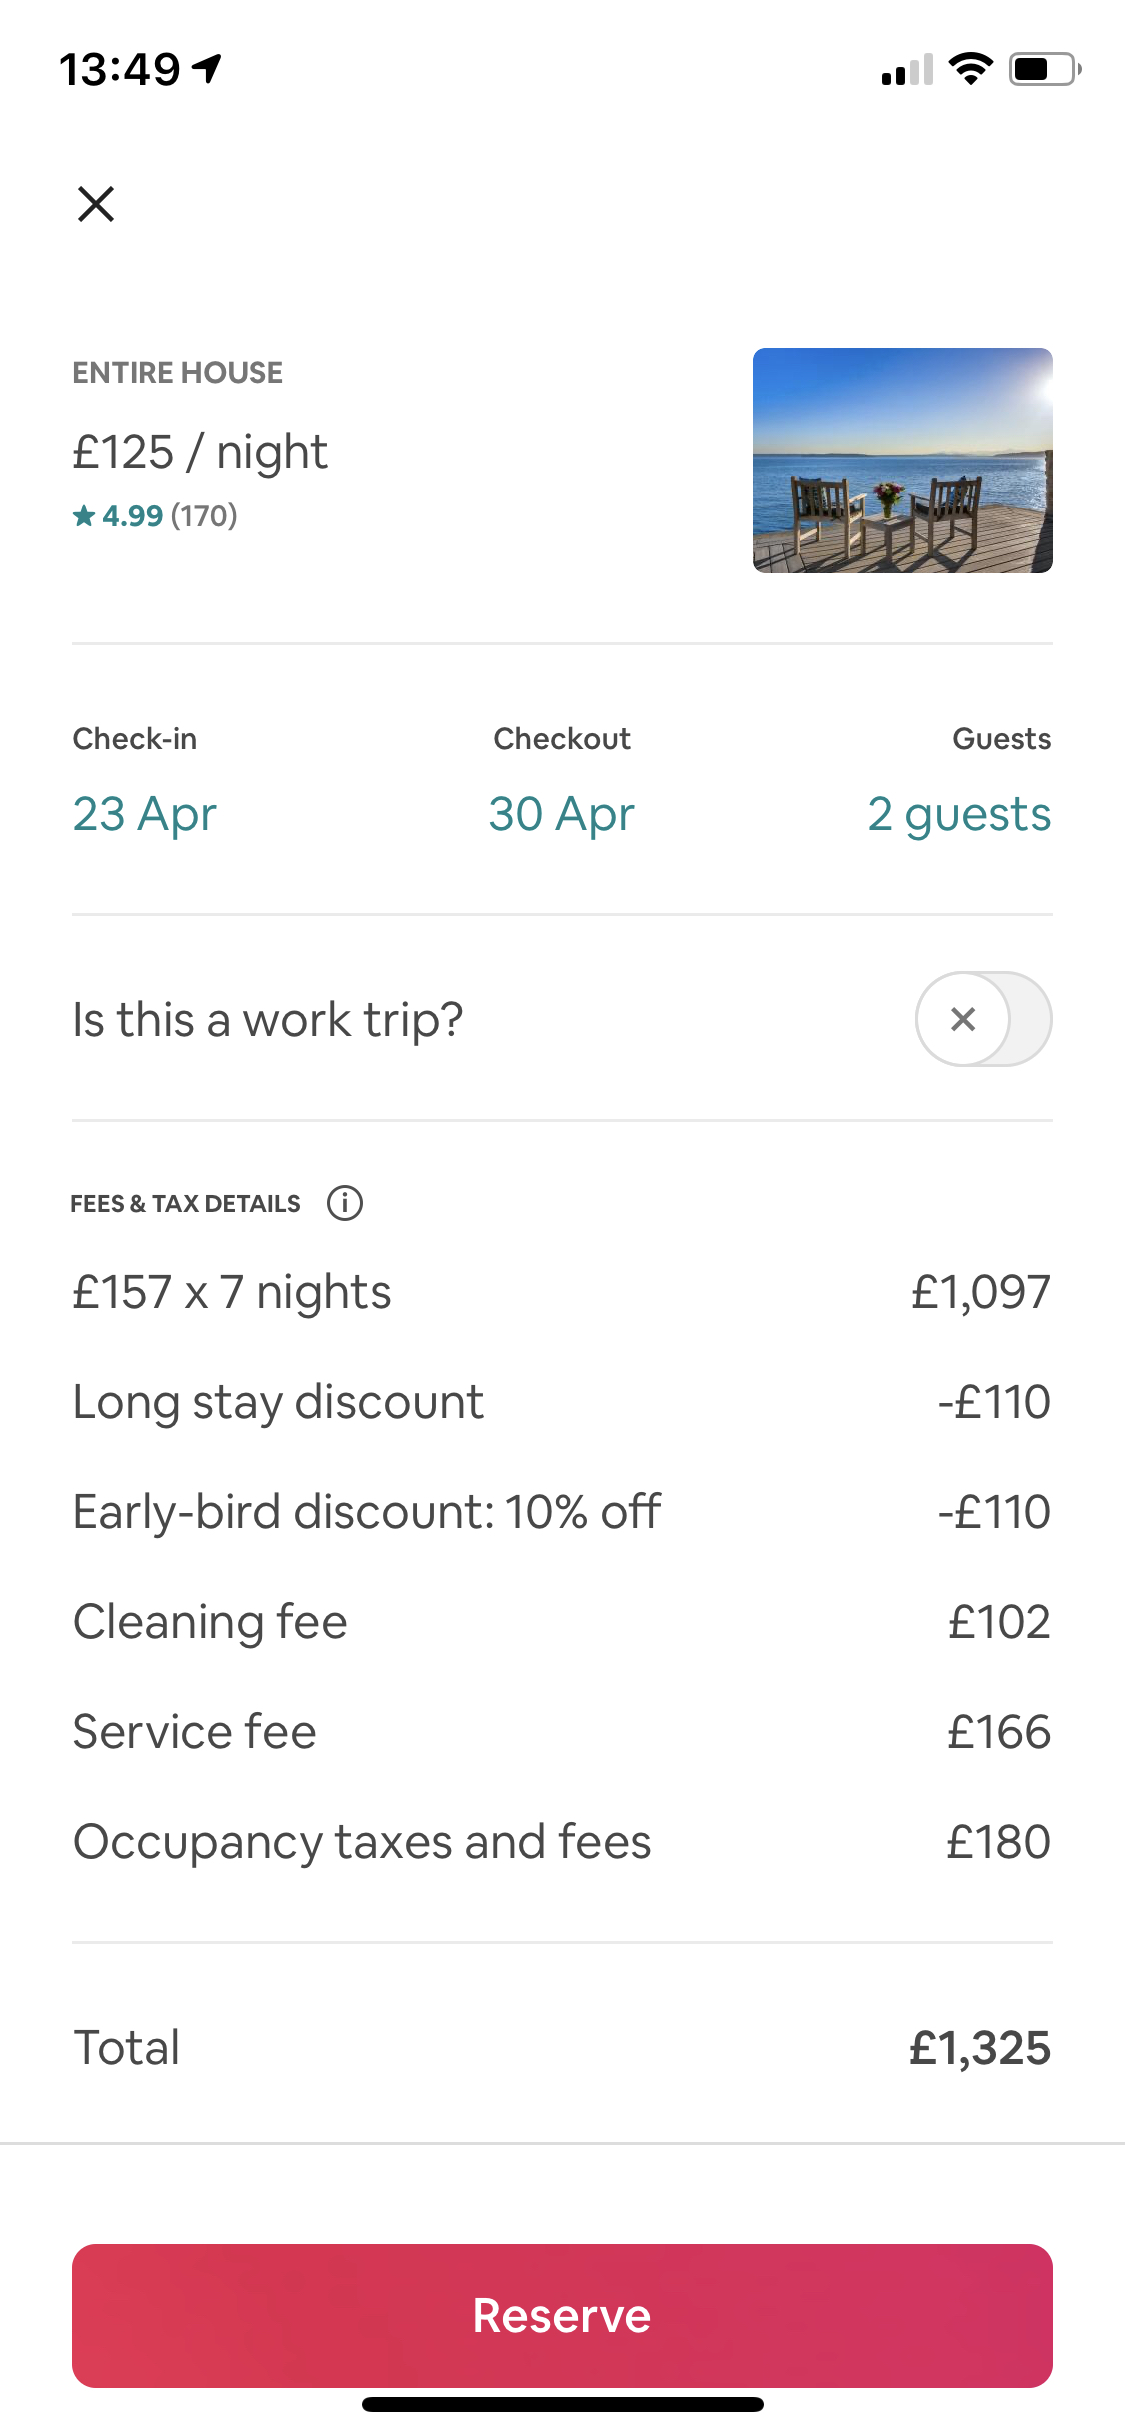 13:49
ENTIRE HOUSE
£125 / night
★ 4.99 (170)
Check-in Checkout Guests
23 Apr 30 Apr 2 guests
Is this a work trip?
FEES & TAX DETAILS
£157 x 7 nights £1,097
Long stay discount -£110
Early-bird discount: 10% off -£110
Cleaning fee £102
Service fee £166
Occupancy taxes and fees £180
Total £1,325
Reserve